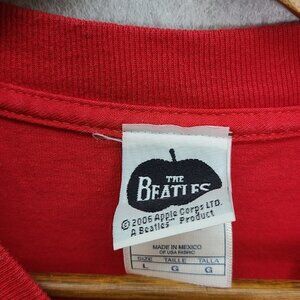 THE
BEATLES
© 2006 Apple Corps LTD.
A Beatles™ Product
MADE IN MEXICO
OF USA FABRIC
SIZE TAILLE TALLA
L G G